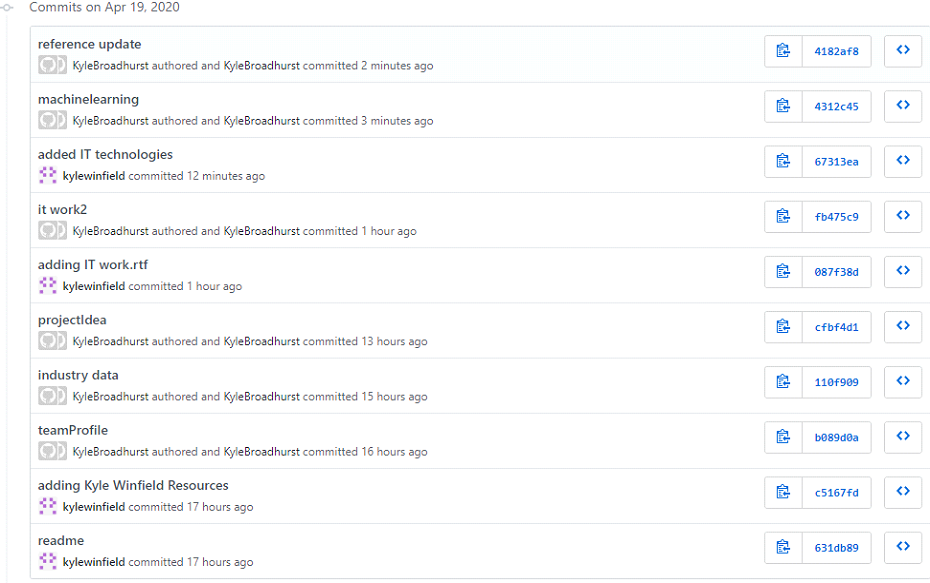 Commits on Apr 19, 2020
reference update
KyleBroadhurst authored and KyleBroadhurst committed 2 minutes ago
4182af8
machinelearning
KyleBroadhurst authored and KyleBroadhurst committed 3 minutes ago
4312c45
added IT technologies
kylewinfield committed 12 minutes ago
67313ea
it work2
KyleBroadhurst authored and KyleBroadhurst committed 1 hour ago
fb475c9
adding IT work.rtf
kylewinfield committed 1 hour ago
087f38d
projectIdea
KyleBroadhurst authored and KyleBroadhurst committed 13 hours ago
cfbf4d1
industry data
KyleBroadhurst authored and KyleBroadhurst committed 15 hours ago
110f909
teamProfile
KyleBroadhurst authored and KyleBroadhurst committed 16 hours ago
b089d0a
adding Kyle Winfield Resources
kylewinfield committed 17 hours ago
c5167fd
readme
kylewinfield committed 17 hours ago
631db89